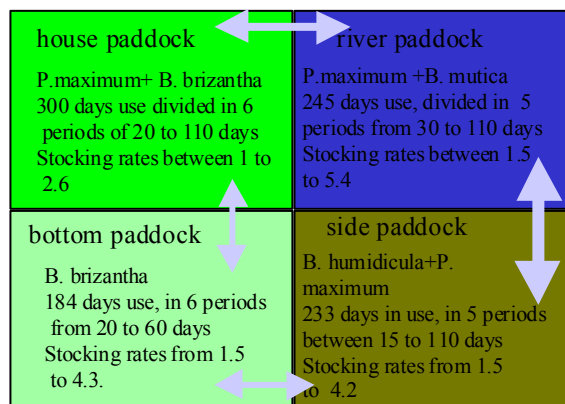 house paddock
P.maximum+ B. brizantha
300 days use divided in 6
periods of 20 to 110 days
Stocking rates between 1 to
2.6
river paddock
P.maximum +B. mutica
245 days use, divided in 5
periods from 30 to 110 days
Stocking rates between 1.5
to 5.4
bottom paddock
B. brizantha
184 days use, in 6 periods
from 20 to 60 days
Stocking rates from 1.5
to 4.3.
side paddock
B. humidicula+P.
maximum
233 days in use, in 5 periods
between 15 to 110 days
Stocking rates from 1.5
to 4.2